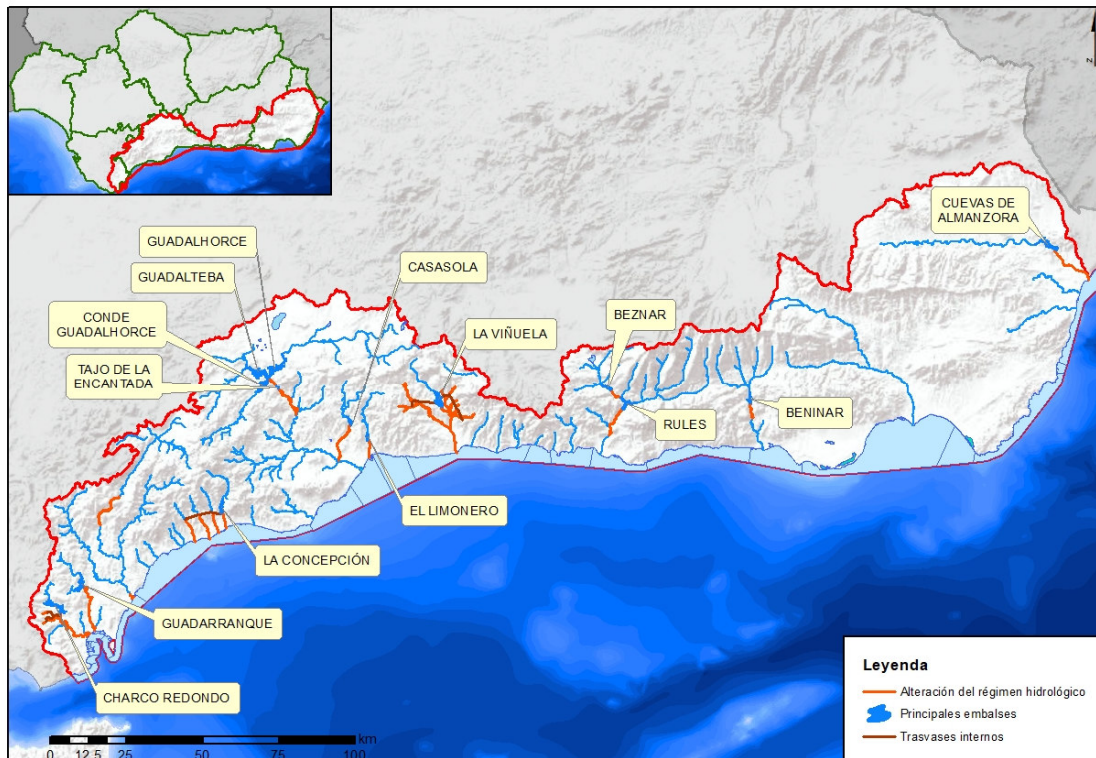 z
CUEVAS DE
ALMANZORA
GUADALHORCE
CASASOLA
GUADALTEBA
BEZNAR
LA VIÑUELA
CONDE
GUADALHORCE
TAJO DE LA
ENCANTADA
RULES
BENINAR
EL LIMONERO
LA CONCEPCIÓN
GUADARRANQUE
CHARCO REDONDO
Leyenda
Alteración del régimen hidrológico
Principales embalses
Trasvases internos
km
0 12,5 25 50 75 100